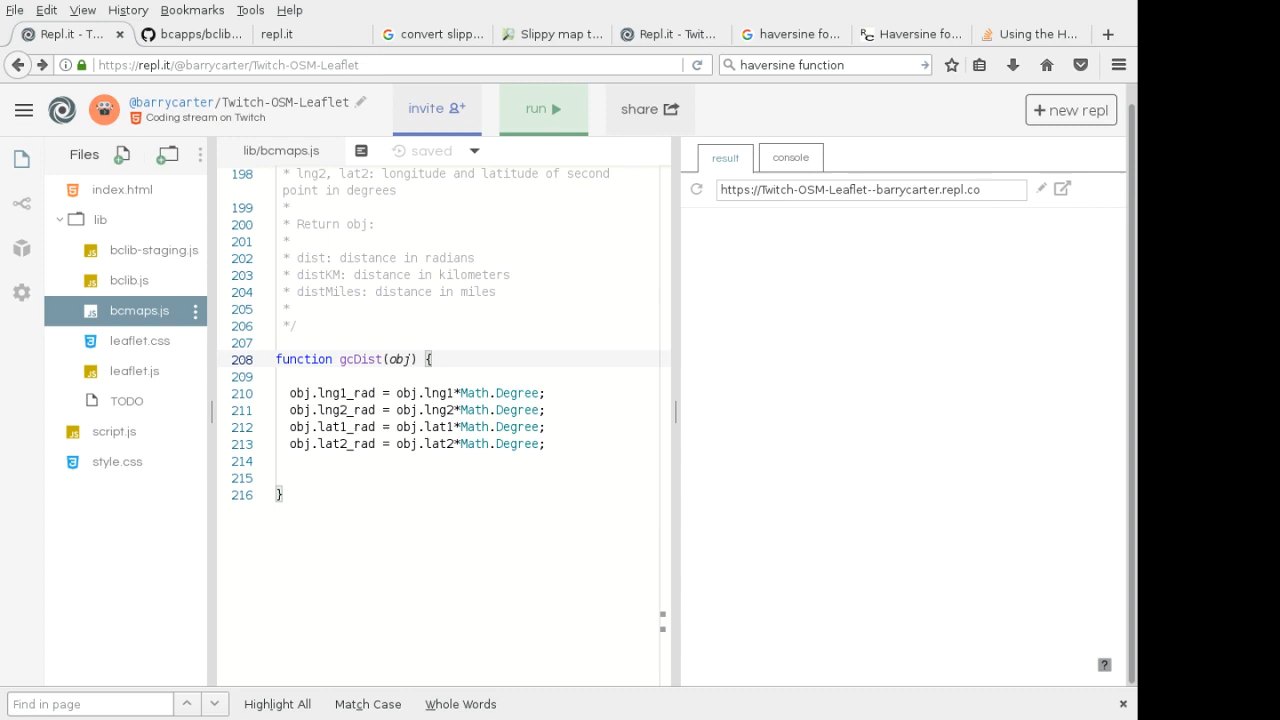 File Edit View History Bookmarks Tools Help
Repl.it - T... × bcapps/bclib... repl.it convert slipp... Slippy map t... Repl.it - Twit... haversine fo... Haversine fo... Using the H...
https://repl.it/@barrycarter/Twitch-OSM-Leaflet haversine function
@barrycarter/Twitch-OSM-Leaflet
Coding stream on Twitch
invite
run
share
+ new repl
Files
lib/bcmaps.js
saved
result
console
https://Twitch-OSM-Leaflet--barrycarter.repl.co
index.html
lib
bclib-staging.js
bclib.js
bcmaps.js
leaflet.css
leaflet.js
TODO
script.js
style.css
198 * lng2, lat2: longitude and latitude of second
point in degrees
199 *
200 * Return obj:
201 *
202 * dist: distance in radians
203 * distKM: distance in kilometers
204 * distMiles: distance in miles
205 *
206 */
207
208 function gcDist(obj) {
209
210 obj.lng1_rad = obj.lng1*Math.Degree;
211 obj.lng2_rad = obj.lng2*Math.Degree;
212 obj.lat1_rad = obj.lat1*Math.Degree;
213 obj.lat2_rad = obj.lat2*Math.Degree;
214
215
216 }
?
Find in page Highlight All Match Case Whole Words ×